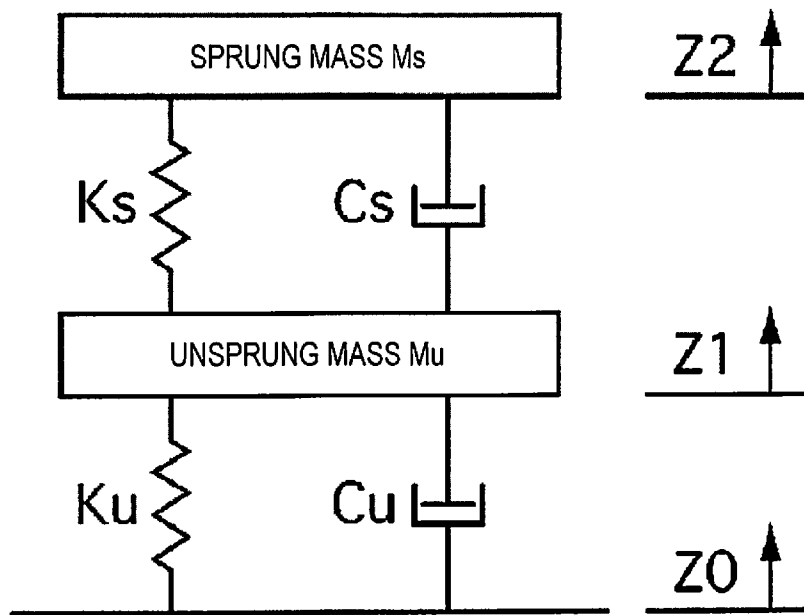 SPRUNG MASS Ms
Z2
Ks
Cs
UNSPRUNG MASS Mu
Z1
Ku
Cu
Z0